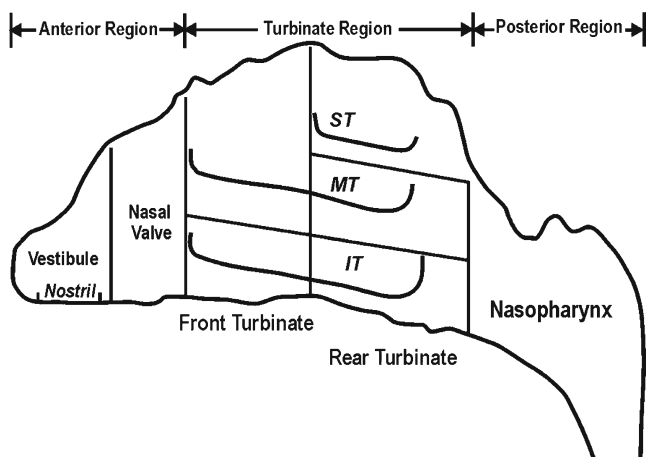 Anterior Region
Turbinate Region
Posterior Region
ST
MT
Nasal
Valve
Vestibule
IT
Nostril
Nasopharynx
Front Turbinate
Rear Turbinate